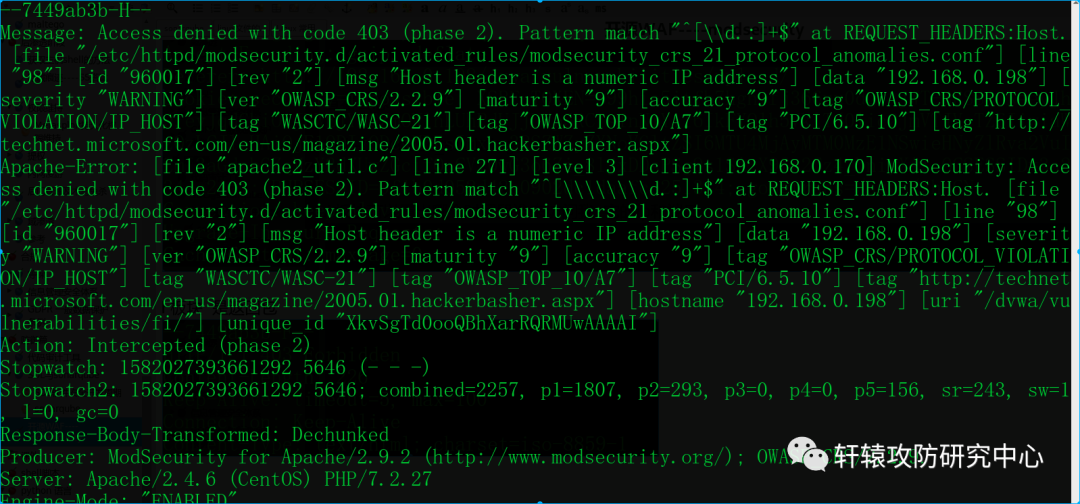 --7449ab3b-H--
Message: Access denied with code 403 (phase 2). Pattern match "^[\\d.:]+$" at REQUEST_HEADERS:Host.
[file "/etc/httpd/modsecurity.d/activated_rules/modsecurity_crs_21_protocol_anomalies.conf"] [line
"98"] [id "960017"] [rev "2"] [msg "Host header is a numeric IP address"] [data "192.168.0.198"] [
severity "WARNING"] [ver "OWASP_CRS/2.2.9"] [maturity "9"] [accuracy "9"] [tag "OWASP_CRS/PROTOCOL_
VIOLATION/IP_HOST"] [tag "WASCTC/WASC-21"] [tag "OWASP_TOP_10/A7"] [tag "PCI/6.5.10"] [tag "http://
technet.microsoft.com/en-us/magazine/2005.01.hackerbasher.aspx"]
Apache-Error: [file "apache2_util.c"] [line 271] [level 3] [client 192.168.0.170] ModSecurity: Acce
ss denied with code 403 (phase 2). Pattern match "^[\\\\\\\\d.:]+$" at REQUEST_HEADERS:Host. [file
"/etc/httpd/modsecurity.d/activated_rules/modsecurity_crs_21_protocol_anomalies.conf"] [line "98"]
[id "960017"] [rev "2"] [msg "Host header is a numeric IP address"] [data "192.168.0.198"] [severit
y "WARNING"] [ver "OWASP_CRS/2.2.9"] [maturity "9"] [accuracy "9"] [tag "OWASP_CRS/PROTOCOL_VIOLATI
ON/IP_HOST"] [tag "WASCTC/WASC-21"] [tag "OWASP_TOP_10/A7"] [tag "PCI/6.5.10"] [tag "http://technet
.microsoft.com/en-us/magazine/2005.01.hackerbasher.aspx"] [hostname "192.168.0.198"] [uri "/dvwa/vu
lnerabilities/fi/"] [unique_id "XkvSgTdOooQBhXarRQRMUwAAAAI"]
Action: Intercepted (phase 2)
Stopwatch: 1582027393661292 5646 (- - -)
Stopwatch2: 1582027393661292 5646; combined=2257, p1=1807, p2=293, p3=0, p4=0, p5=156, sr=243, sw=1
, l=0, gc=0
Response-Body-Transformed: Dechunked
Producer: ModSecurity for Apache/2.9.2 (http://www.modsecurity.org/);
轩辕攻防研究中心
Server: Apache/2.4.6 (CentOS) PHP/7.2.27
Engine-Mode: "ENABLED"